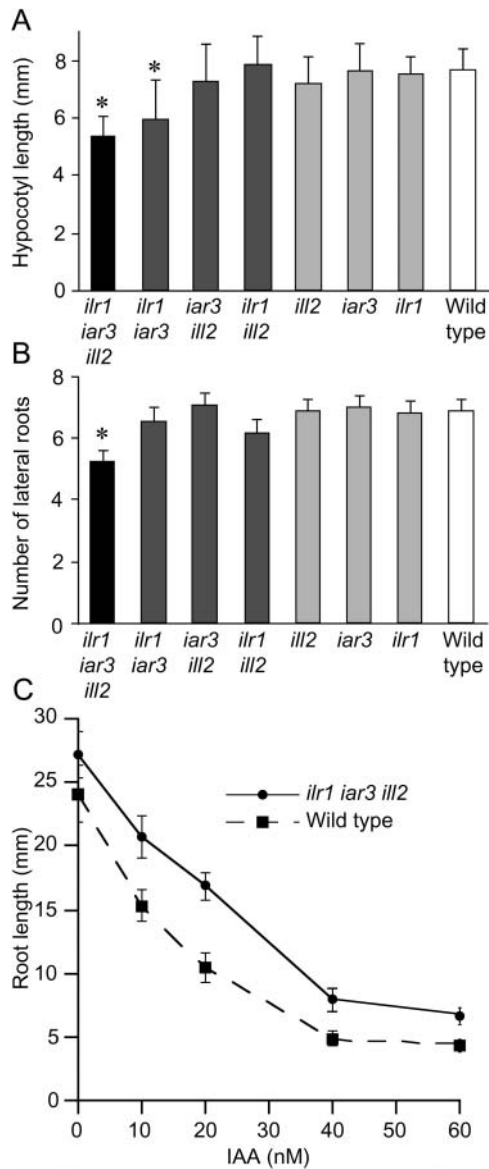 A
Hypocotyl length (mm)
8
6
4
2
0
*
*
ilr1 iar3 ill2
ilr1 iar3
iar3 ill2
ilr1 ill2
ill2
iar3
ilr1
Wild type
B
Number of lateral roots
8
6
4
2
0
*
ilr1 iar3 ill2
ilr1 iar3
iar3 ill2
ilr1 ill2
ill2
iar3
ilr1
Wild type
C
Root length (mm)
30
25
20
15
10
5
0
ilr1 iar3 ill2
Wild type
0 10 20 30 40 50 60
IAA (nM)